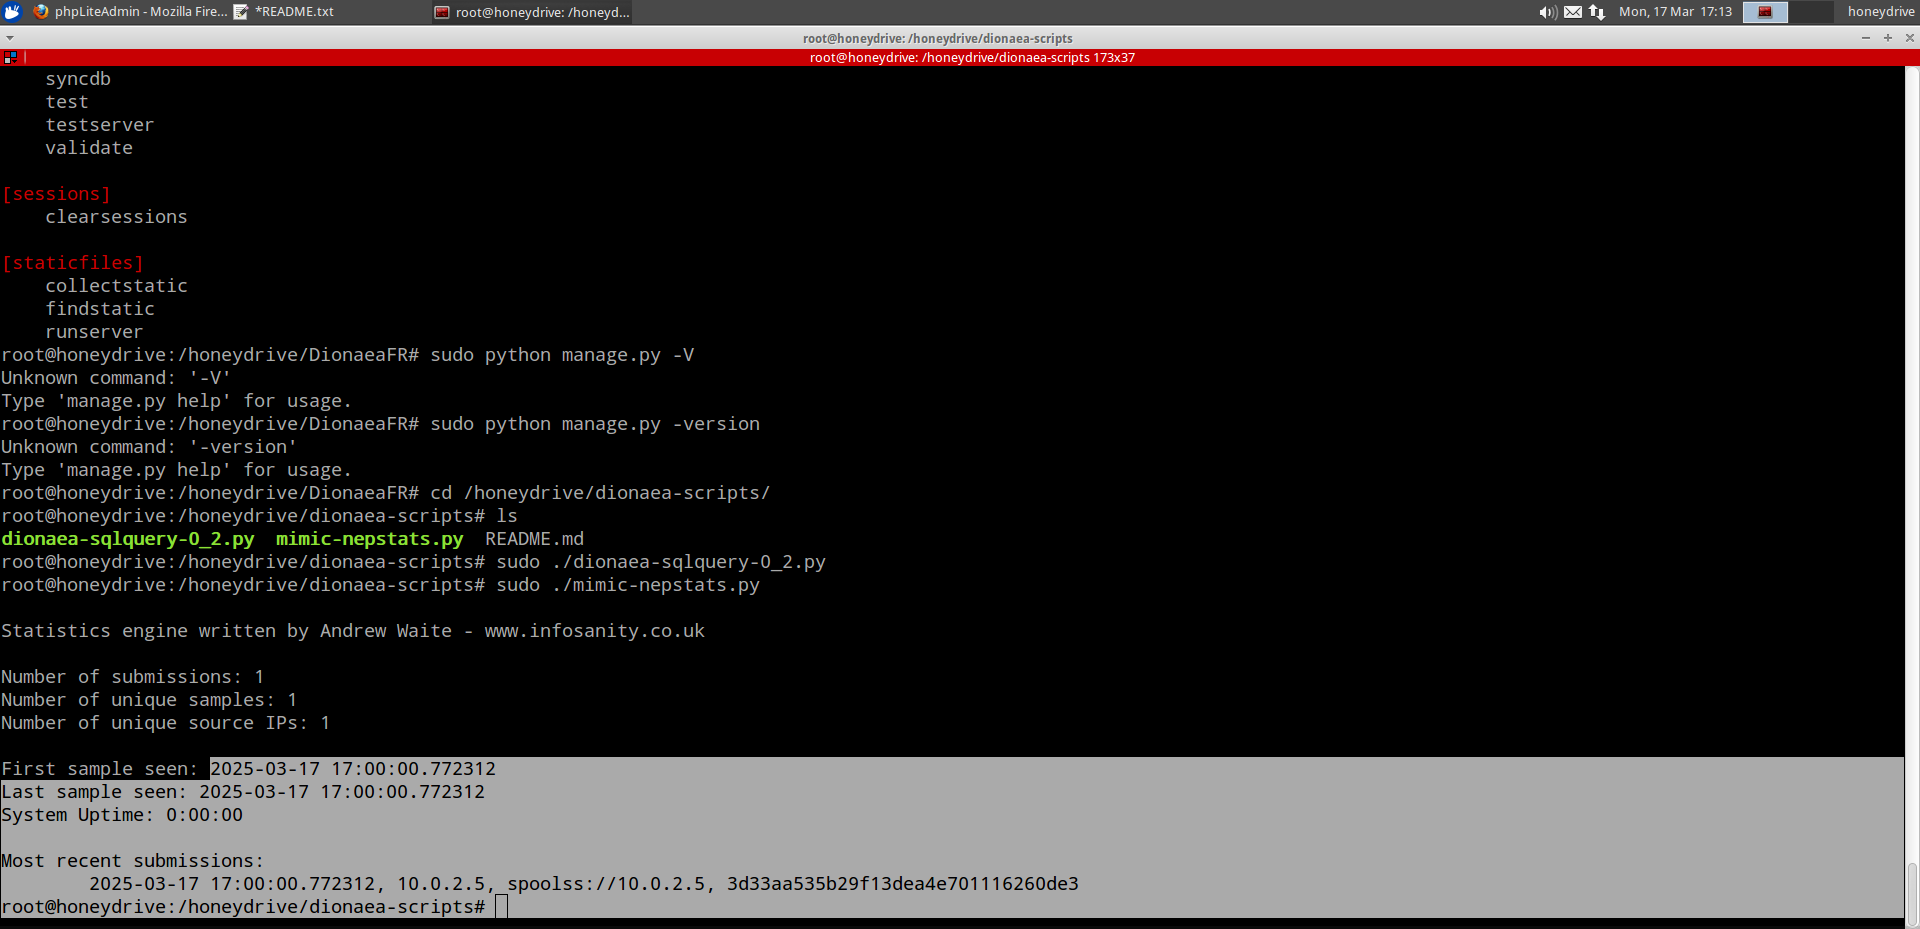 phpLiteAdmin - Mozilla Fire... *README.txt root@honeydrive: /honeyd... Mon, 17 Mar 17:13 honeydrive
root@honeydrive: /honeydrive/dionaea-scripts
root@honeydrive: /honeydrive/dionaea-scripts 173x37
syncdb
test
testserver
validate
[sessions]
clearsessions
[staticfiles]
collectstatic
findstatic
runserver
root@honeydrive:/honeydrive/DionaeaFR# sudo python manage.py -V
Unknown command: '-V'
Type 'manage.py help' for usage.
root@honeydrive:/honeydrive/DionaeaFR# sudo python manage.py -version
Unknown command: '-version'
Type 'manage.py help' for usage.
root@honeydrive:/honeydrive/DionaeaFR# cd /honeydrive/dionaea-scripts/
root@honeydrive:/honeydrive/dionaea-scripts# ls
dionaea-sqlquery-0_2.py mimic-nepstats.py README.md
root@honeydrive:/honeydrive/dionaea-scripts# sudo ./dionaea-sqlquery-0_2.py
root@honeydrive:/honeydrive/dionaea-scripts# sudo ./mimic-nepstats.py
Statistics engine written by Andrew Waite - www.infosanity.co.uk
Number of submissions: 1
Number of unique samples: 1
Number of unique source IPs: 1
First sample seen: 2025-03-17 17:00:00.772312
Last sample seen: 2025-03-17 17:00:00.772312
System Uptime: 0:00:00
Most recent submissions:
2025-03-17 17:00:00.772312, 10.0.2.5, spoolss://10.0.2.5, 3d33aa535b29f13dea4e701116260de3
root@honeydrive:/honeydrive/dionaea-scripts#